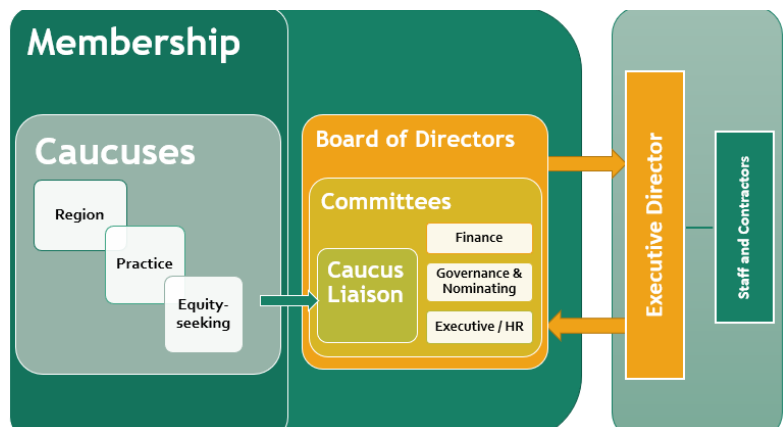 Membership
Caucuses
Region
Practice
Equity-
seeking
Board of Directors
Committees
Caucus
Liaison
Finance
Governance &
Nominating
Executive / HR
Executive Director
Staff and Contractors